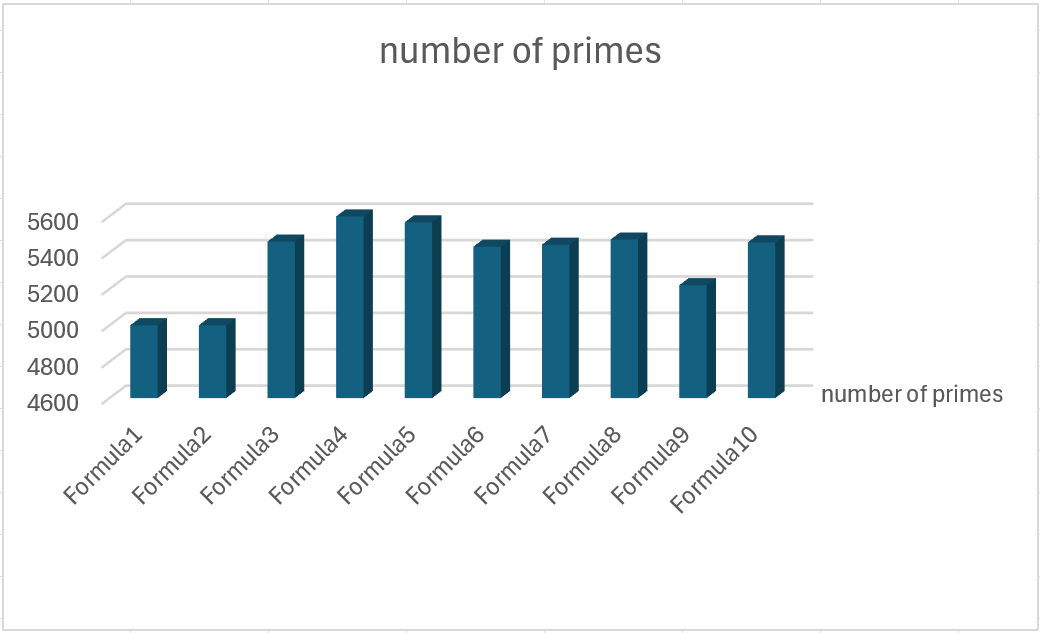 number of primes
5600
5400
5200
5000
4800
4600
number of primes
Formula1
Formula2
Formula3
Formula4
Formula5
Formula6
Formula7
Formula8
Formula9
Formula10